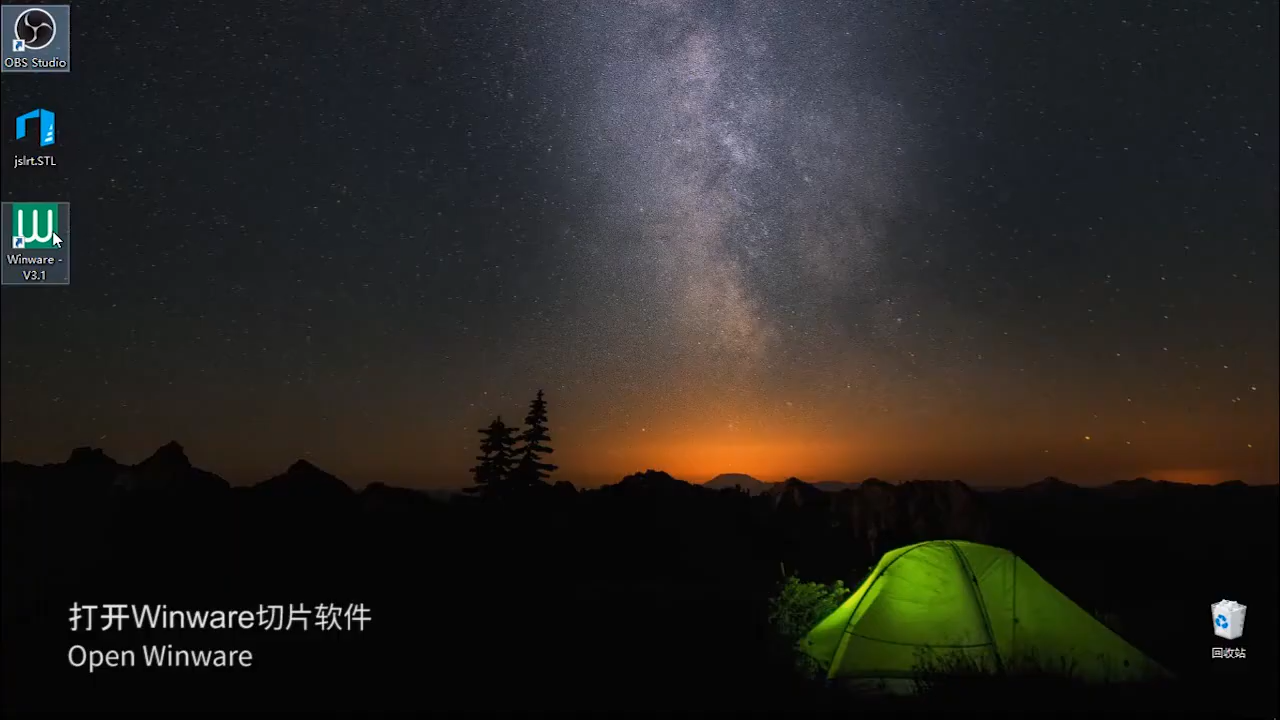 OBS Studio
jslrt.STL
Winware -
V3.1
打开Winware切片软件
Open Winware
回收站